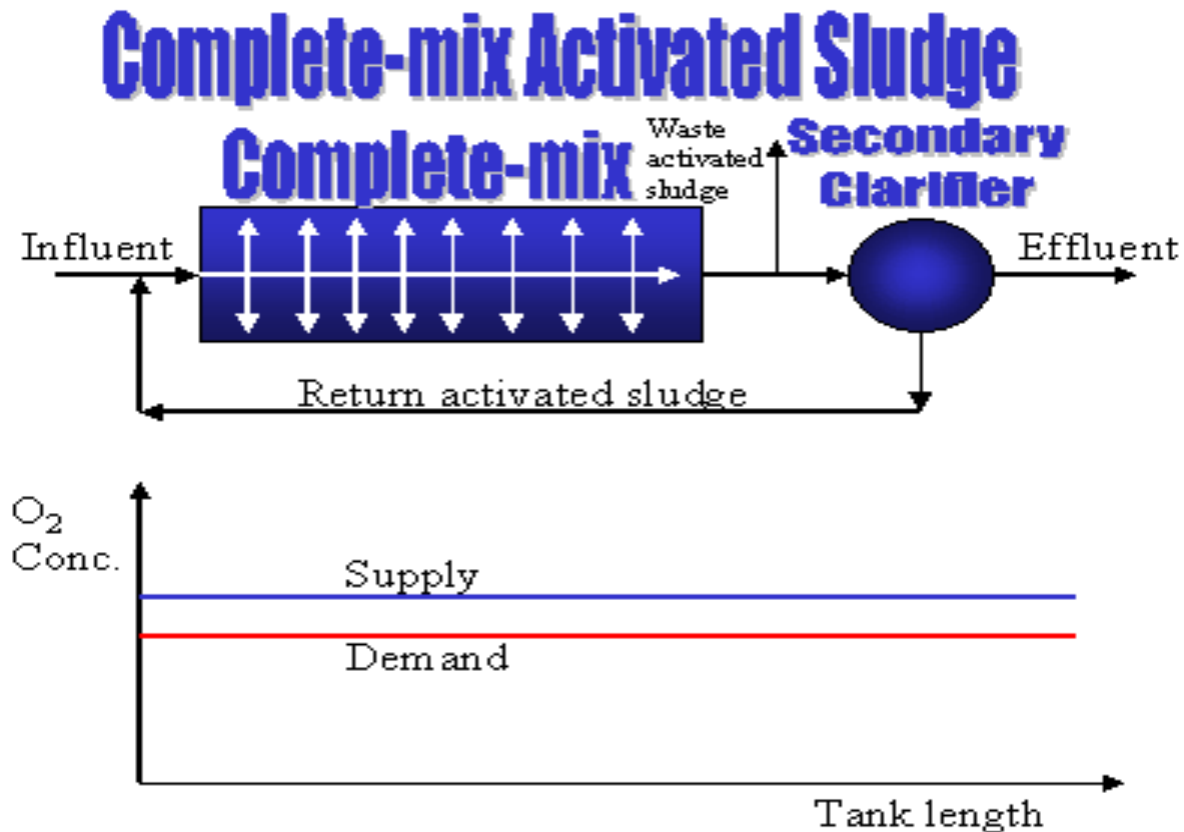 Complete-mix Activated Sludge
Complete-mix
Waste
activated
sludge
Secondary
Clarifier
Influent
Effluent
Return activated sludge
O₂
Conc.
Supply
Demand
Tank length